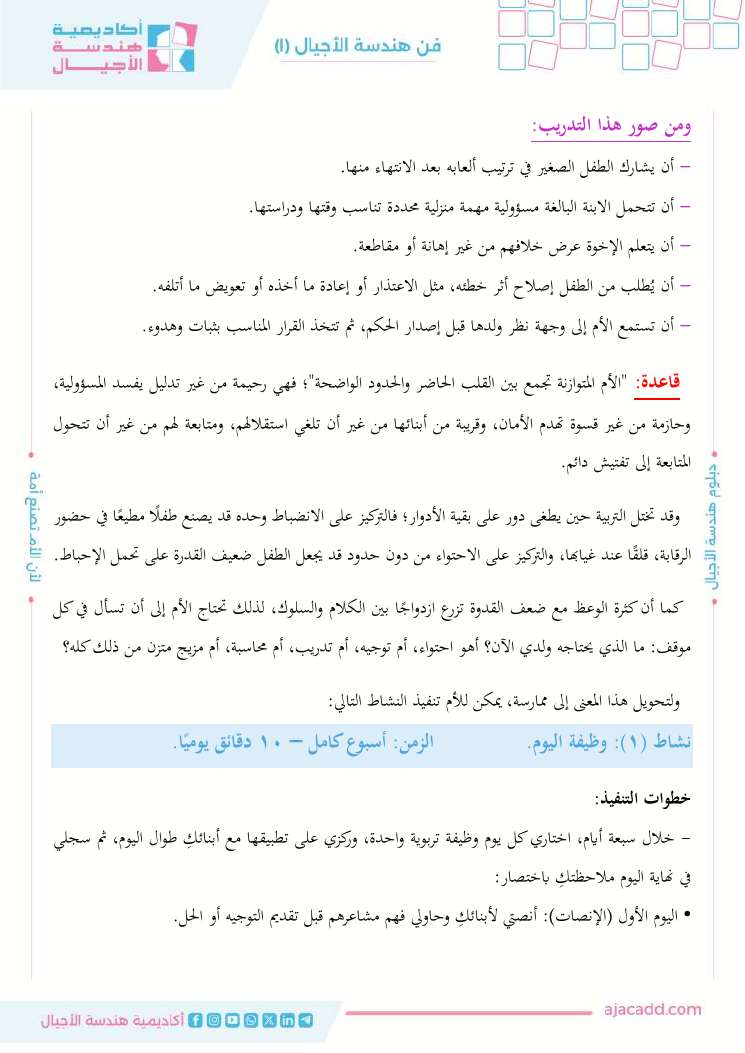 أكاديمية
هندسة
الأجيال
فن هندسة الأجيال (١)
ومن صور هذا التدريب:
– أن يشارك الطفل الصغير في ترتيب ألعابه بعد الانتهاء منها.
– أن تتحمل الابنة البالغة مسؤولية مهمة منزلية محددة تناسب وقتها ودراستها.
– أن يتعلم الإخوة عرض خلافهم من غير إهانة أو مقاطعة.
– أن يُطلب من الطفل إصلاح أثر خطئه، مثل الاعتذار أو إعادة ما أخذه أو تعويض ما أتلفه.
– أن تستمع الأم إلى وجهة نظر ولدها قبل إصدار الحكم، ثم تتخذ القرار المناسب بثبات وهدوء.
قاعدة: "الأم المتوازنة تجمع بين القلب الحاضر والحدود الواضحة"؛ فهي رحيمة من غير تدليل يفسد المسؤولية،
وحازمة من غير قسوة تهدم الأمان، وقريبة من أبنائها من غير أن تلغي استقلالهم، ومتابعة لهم من غير أن تتحول
المتابعة إلى تفتيش دائم.
وقد تختل التربية حين يطغى دور على بقية الأدوار؛ فالتركيز على الانضباط وحده قد يصنع طفلًا مطيعًا في حضور
الرقابة، قلقًا عند غيابها، والتركيز على الاحتواء من دون حدود قد يجعل الطفل ضعيف القدرة على تحمل الإحباط.
كما أن كثرة الوعظ مع ضعف القدوة تزرع ازدواجًا بين الكلام والسلوك، لذلك تحتاج الأم إلى أن تسأل في كل
موقف: ما الذي يحتاجه ولدي الآن؟ أهو احتواء، أم توجيه، أم تدريب، أم محاسبة، أم مزيج متزن من ذلك كله؟
ولتحويل هذا المعنى إلى ممارسة، يمكن للأم تنفيذ النشاط التالي:
نشاط (١): وظيفة اليوم. الزمن: أسبوع كامل – ١٠ دقائق يوميًا.
خطوات التنفيذ:
- خلال سبعة أيام، اختاري كل يوم وظيفة تربوية واحدة، وركزي على تطبيقها مع أبنائكِ طوال اليوم، ثم سجلي
في نهاية اليوم ملاحظتكِ باختصار:
• اليوم الأول (الإنصات): أنصتي لأبنائكِ وحاولي فهم مشاعرهم قبل تقديم التوجيه أو الحل.
دبلوم هندسة الأجيال
لأن الأم تصنع أمة
ajacadd.com
أكاديمية هندسة الأجيال